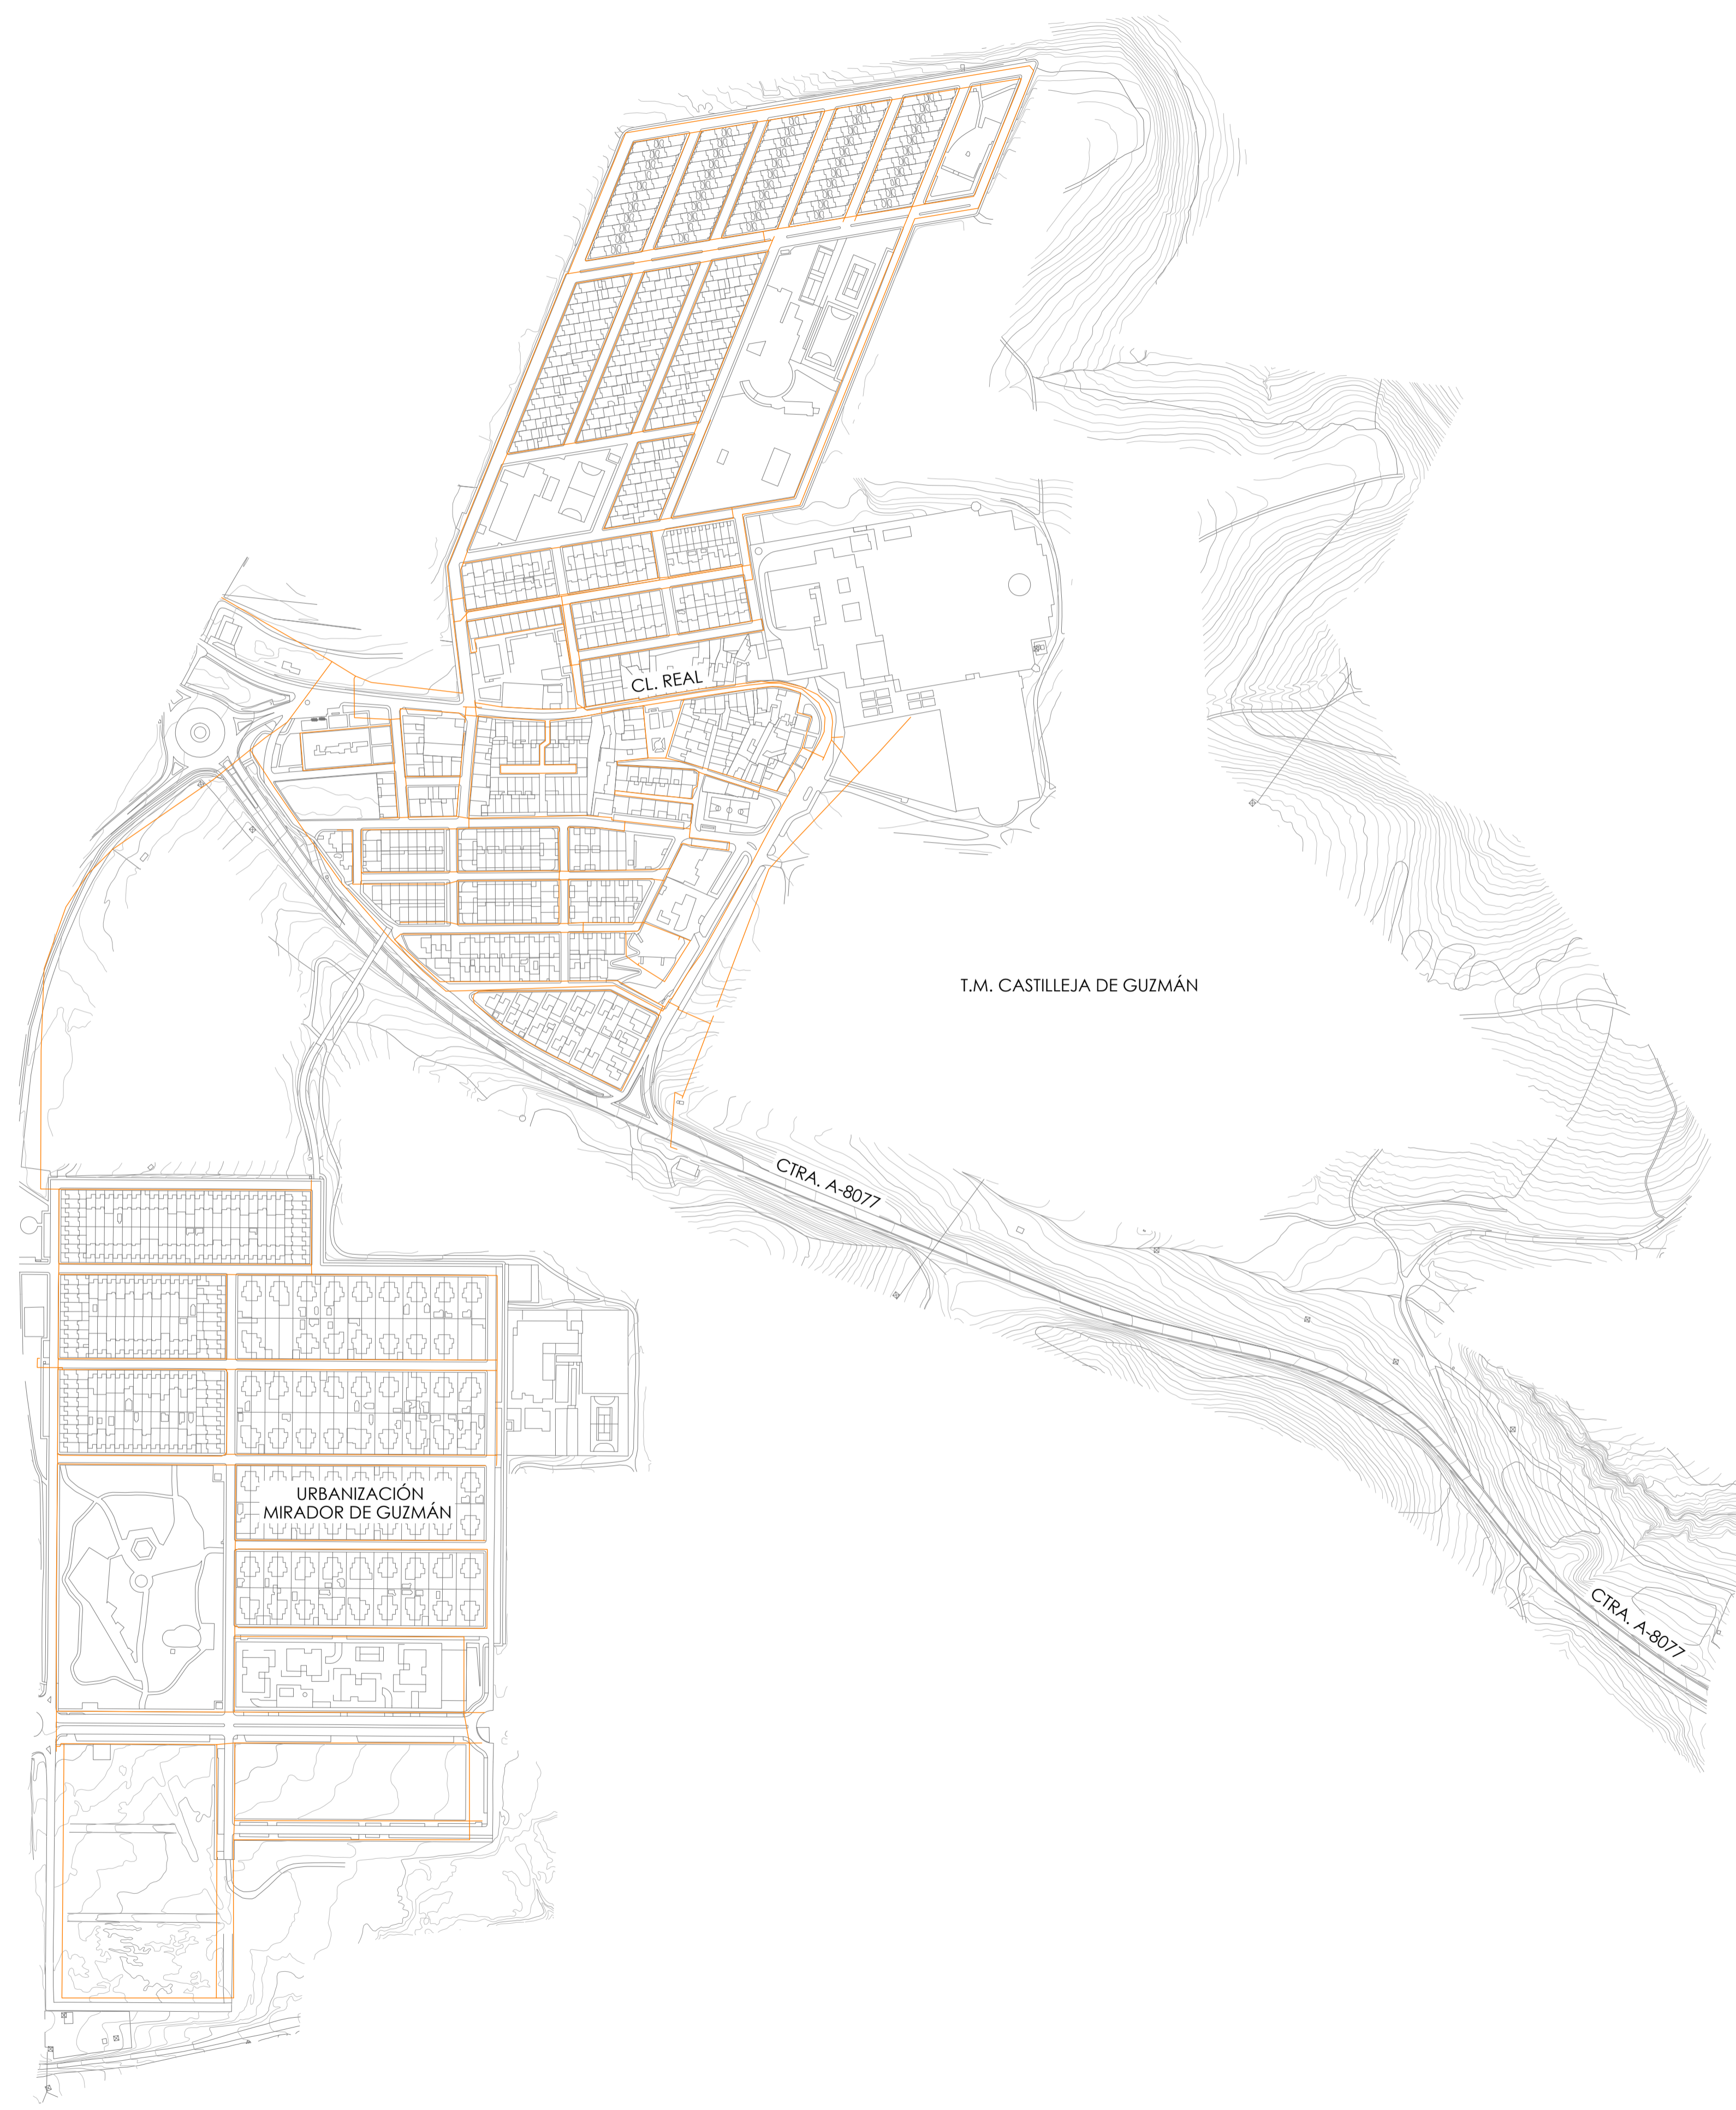 CL. REAL
T.M. CASTILLEJA DE GUZMÁN
CTRA. A-8077
URBANIZACIÓN
MIRADOR DE GUZMÁN
CTRA. A-8077